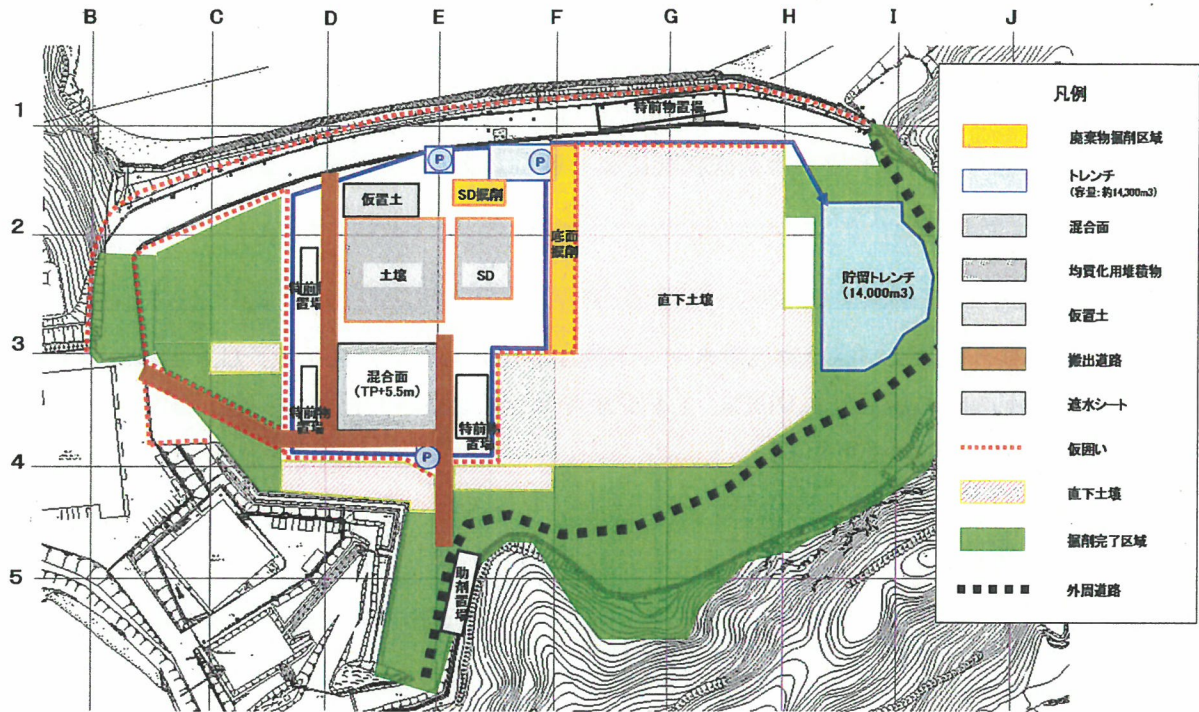 B C D E F G H I J
1
2
3
4
5
特前物置場
P
P
仮置土
SD掘削
底面
掘削
土壌
SD
特前物
置場
直下土壌
貯留トレンチ
(14,000m3)
混合面
(TP+5.5m)
特前物
置場
特前物
置場
P
助剤置場
凡例
廃棄物掘削区域
トレンチ
(容量:約14,300m3)
混合面
均質化用堆積物
仮置土
搬出道路
遮水シート
仮囲い
直下土壌
掘削完了区域
外周道路